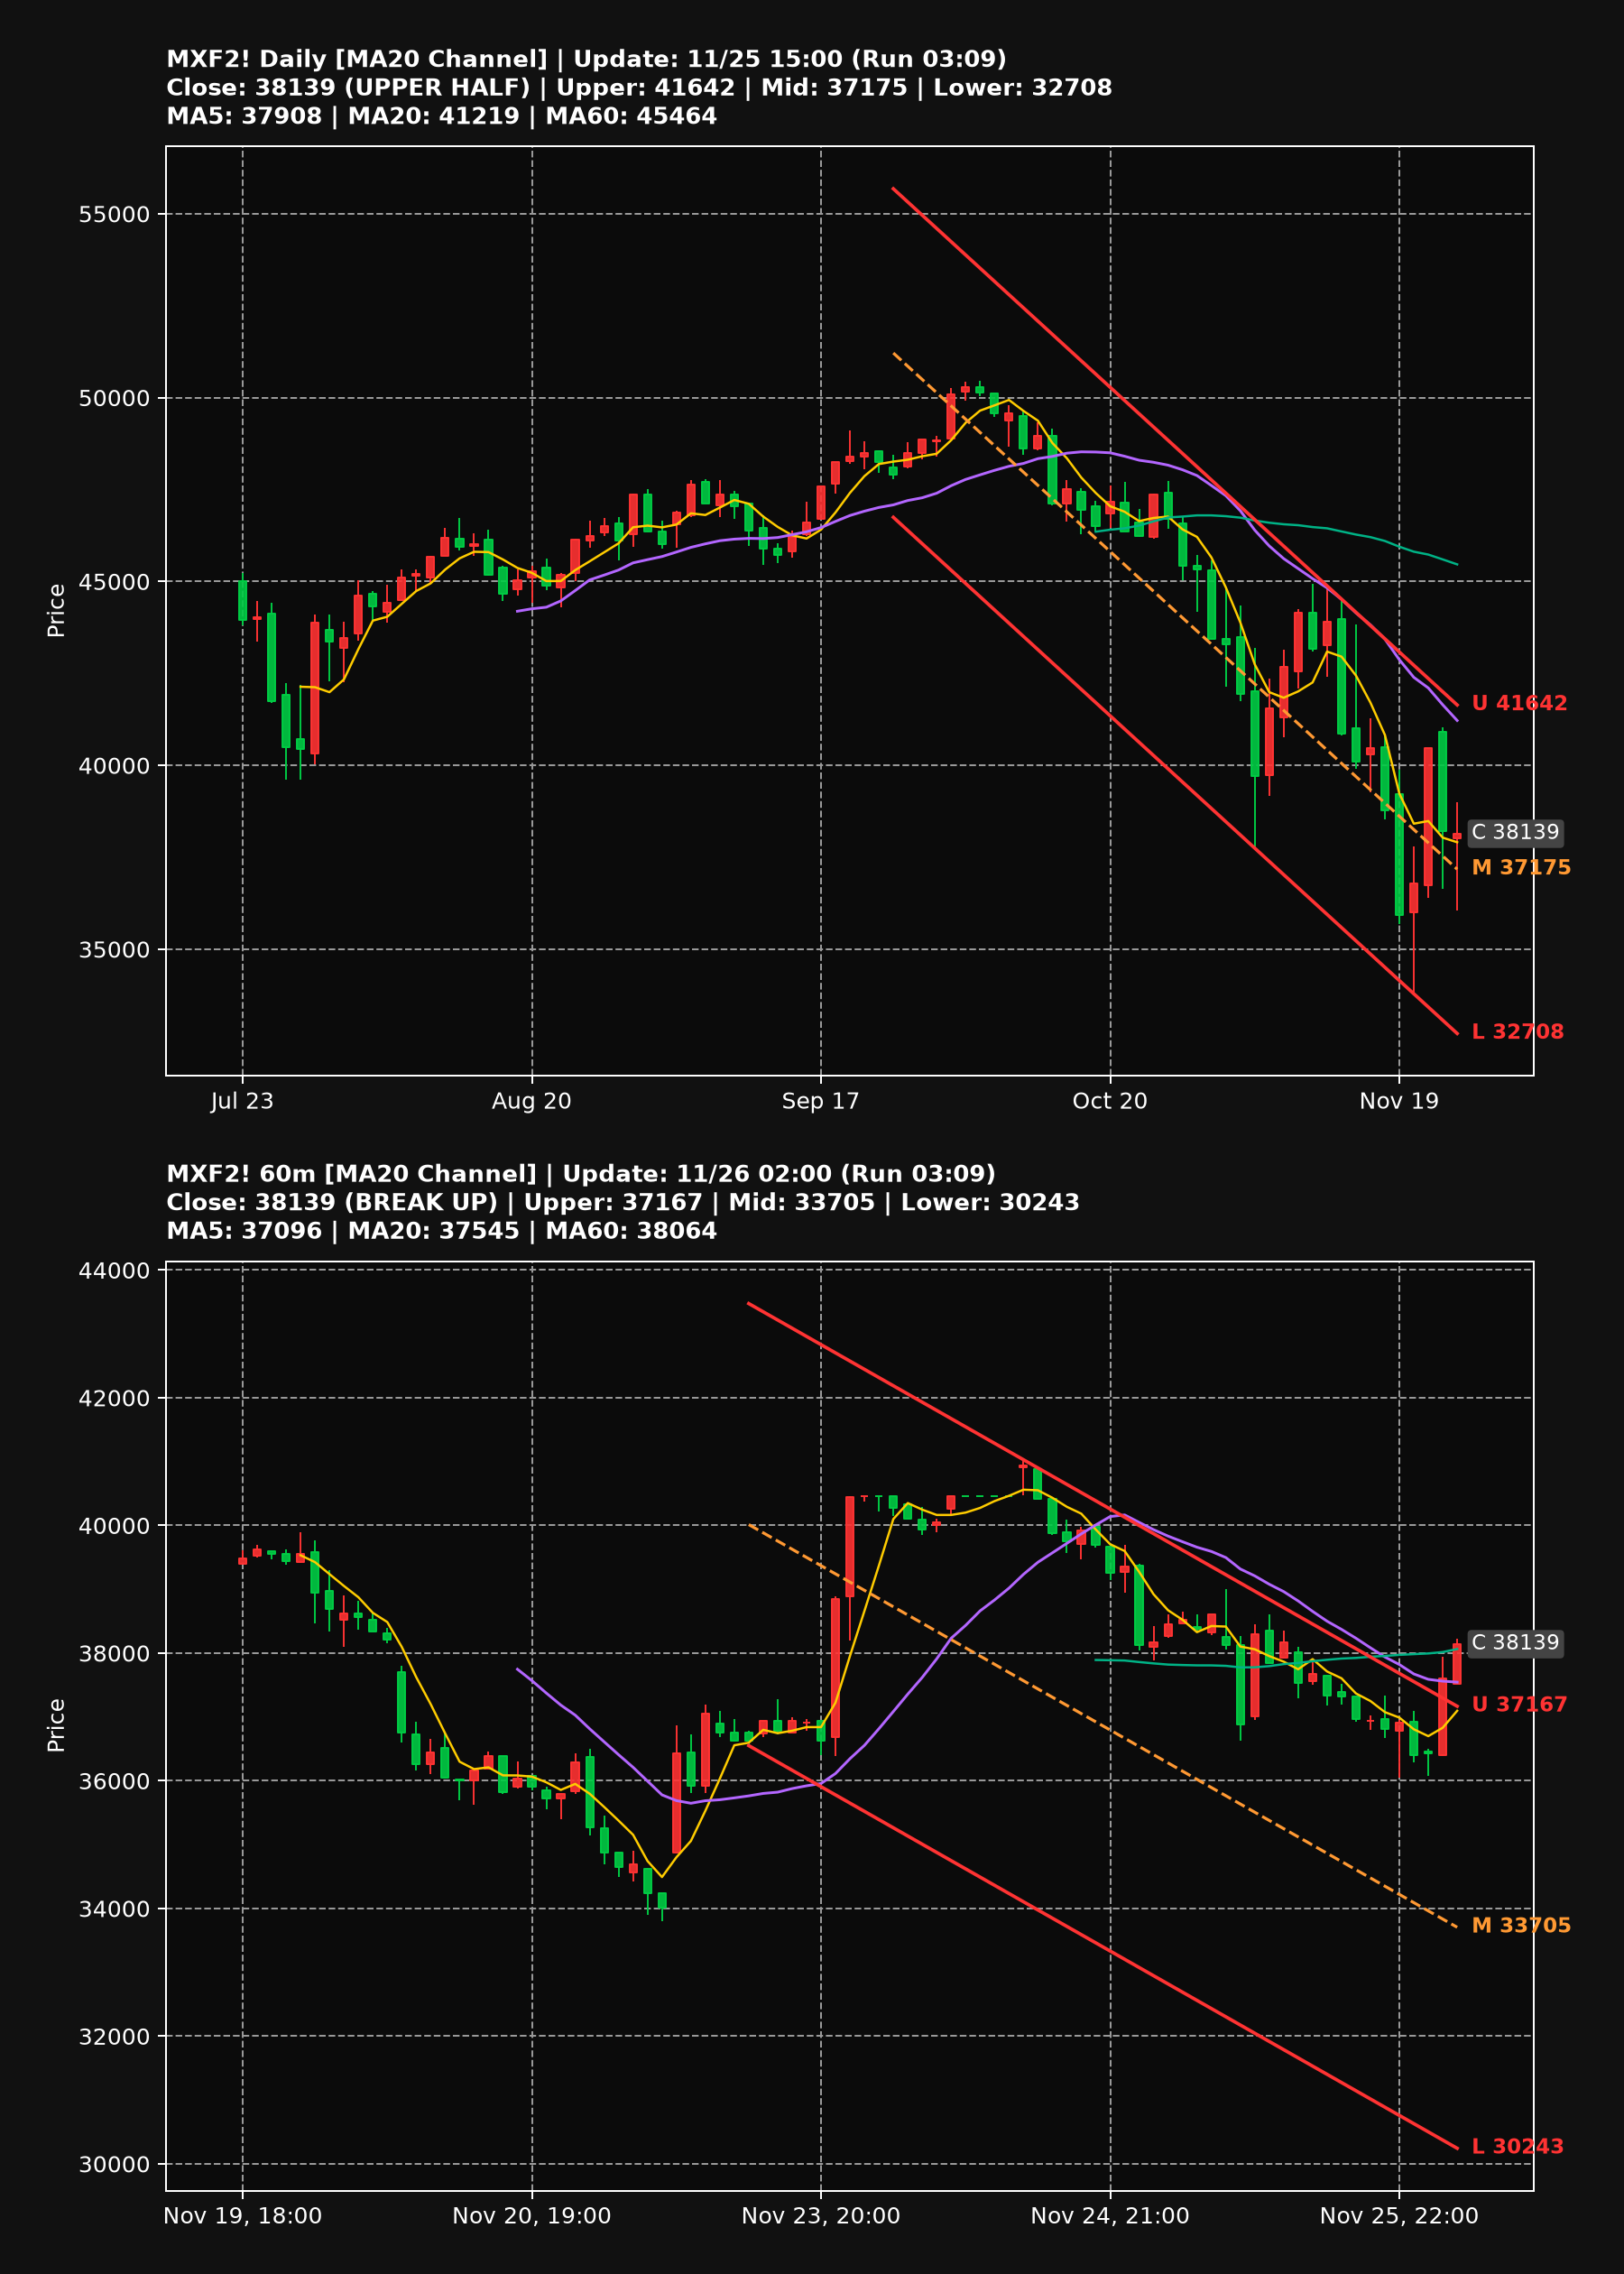 MXF2! Daily [MA20 Channel] | Update: 11/25 15:00 (Run 03:09)
Close: 38139 (UPPER HALF) | Upper: 41642 | Mid: 37175 | Lower: 32708
MA5: 37908 | MA20: 41219 | MA60: 45464
55000
50000
45000
40000
35000
Price
U 41642
C 38139
M 37175
L 32708
Jul 23
Aug 20
Sep 17
Oct 20
Nov 19
MXF2! 60m [MA20 Channel] | Update: 11/26 02:00 (Run 03:09)
Close: 38139 (BREAK UP) | Upper: 37167 | Mid: 33705 | Lower: 30243
MA5: 37096 | MA20: 37545 | MA60: 38064
44000
42000
40000
38000
36000
34000
32000
30000
Price
C 38139
U 37167
M 33705
L 30243
Nov 19, 18:00
Nov 20, 19:00
Nov 23, 20:00
Nov 24, 21:00
Nov 25, 22:00